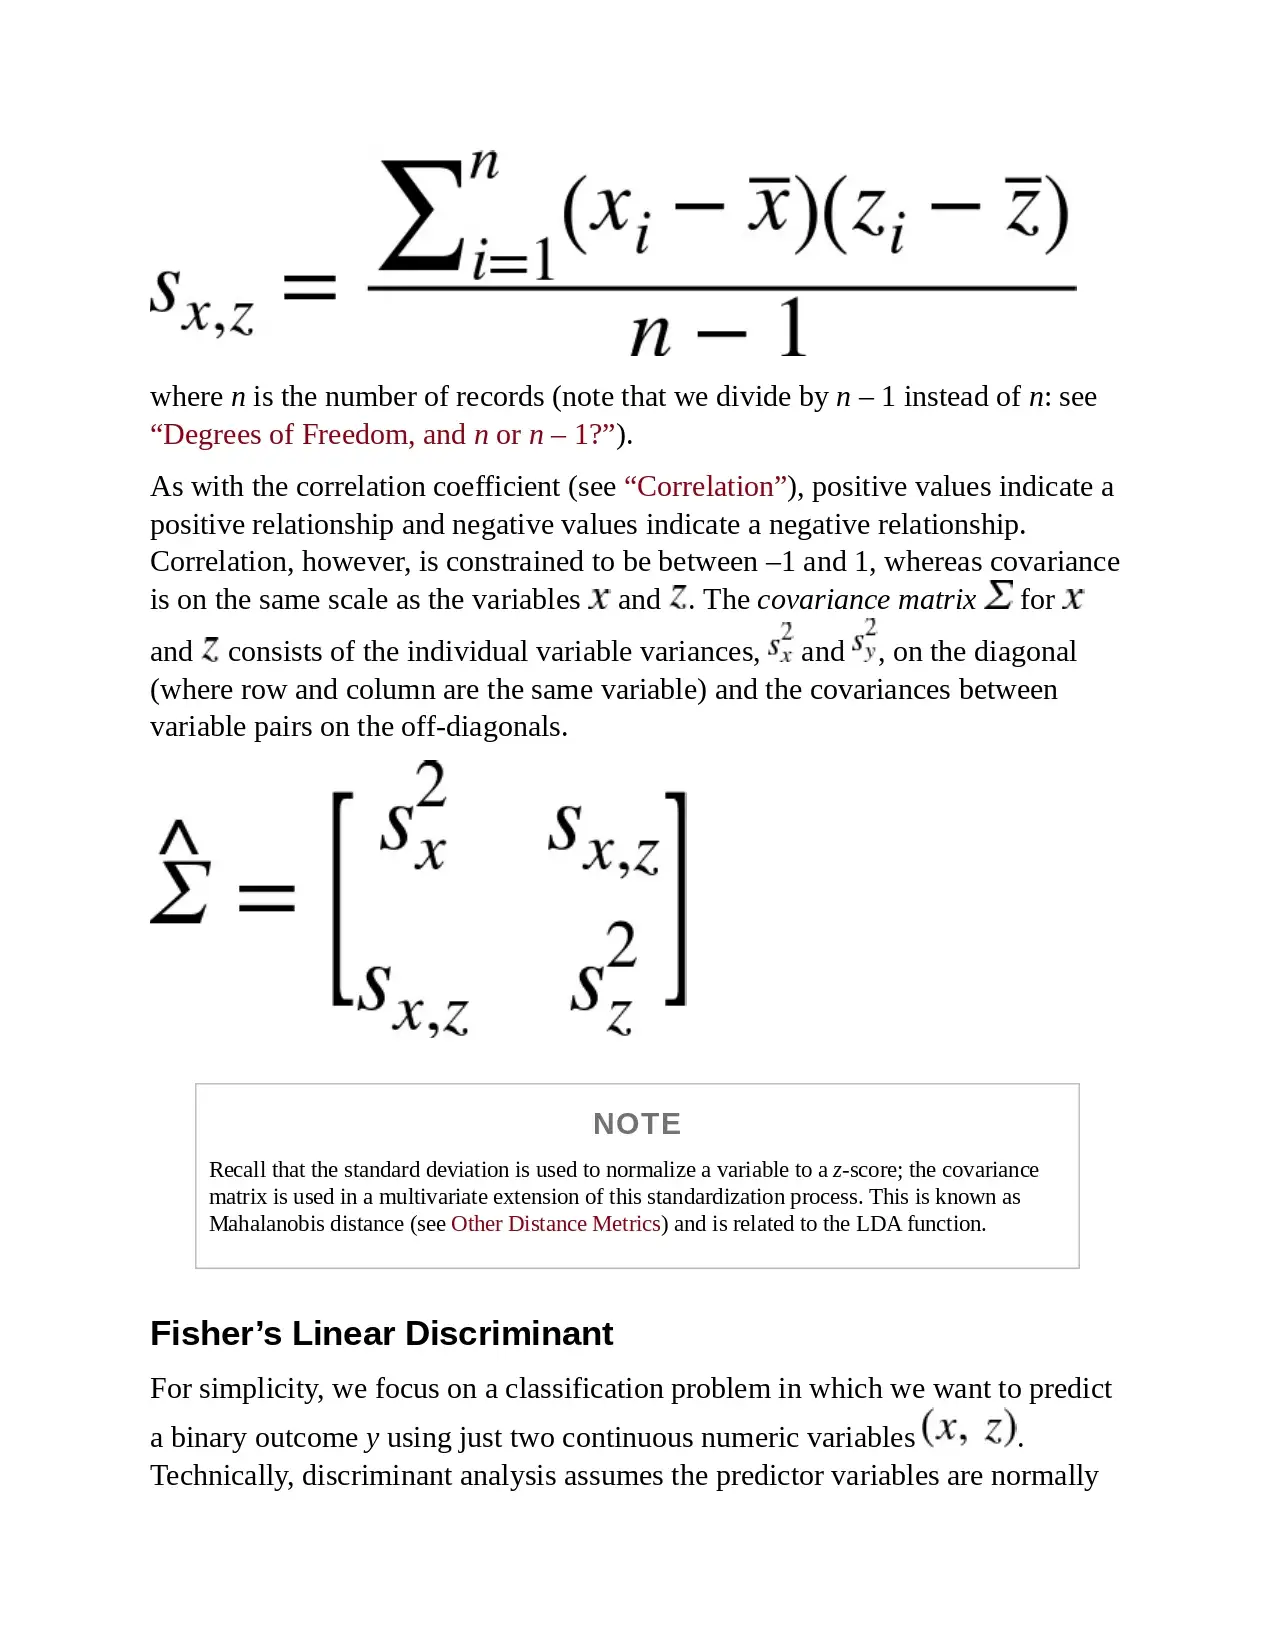 s_{x,z} = \frac{\sum_{i=1}^{n}(x_i − \overline{x})(z_i − \overline{z})}{n − 1}
where n is the number of records (note that we divide by n – 1 instead of n: see
“Degrees of Freedom, and n or n – 1?”).
As with the correlation coefficient (see “Correlation”), positive values indicate a
positive relationship and negative values indicate a negative relationship.
Correlation, however, is constrained to be between –1 and 1, whereas covariance
is on the same scale as the variables x and z. The covariance matrix Σ for x
and z consists of the individual variable variances, s_x^2 and s_y^2, on the diagonal
(where row and column are the same variable) and the covariances between
variable pairs on the off-diagonals.
\hat{Σ} = \begin{bmatrix} s_x^2 & s_{x,z} \\ s_{x,z} & s_z^2 \end{bmatrix}
NOTE
Recall that the standard deviation is used to normalize a variable to a z-score; the covariance
matrix is used in a multivariate extension of this standardization process. This is known as
Mahalanobis distance (see Other Distance Metrics) and is related to the LDA function.
Fisher’s Linear Discriminant
For simplicity, we focus on a classification problem in which we want to predict
a binary outcome y using just two continuous numeric variables (x, z).
Technically, discriminant analysis assumes the predictor variables are normally